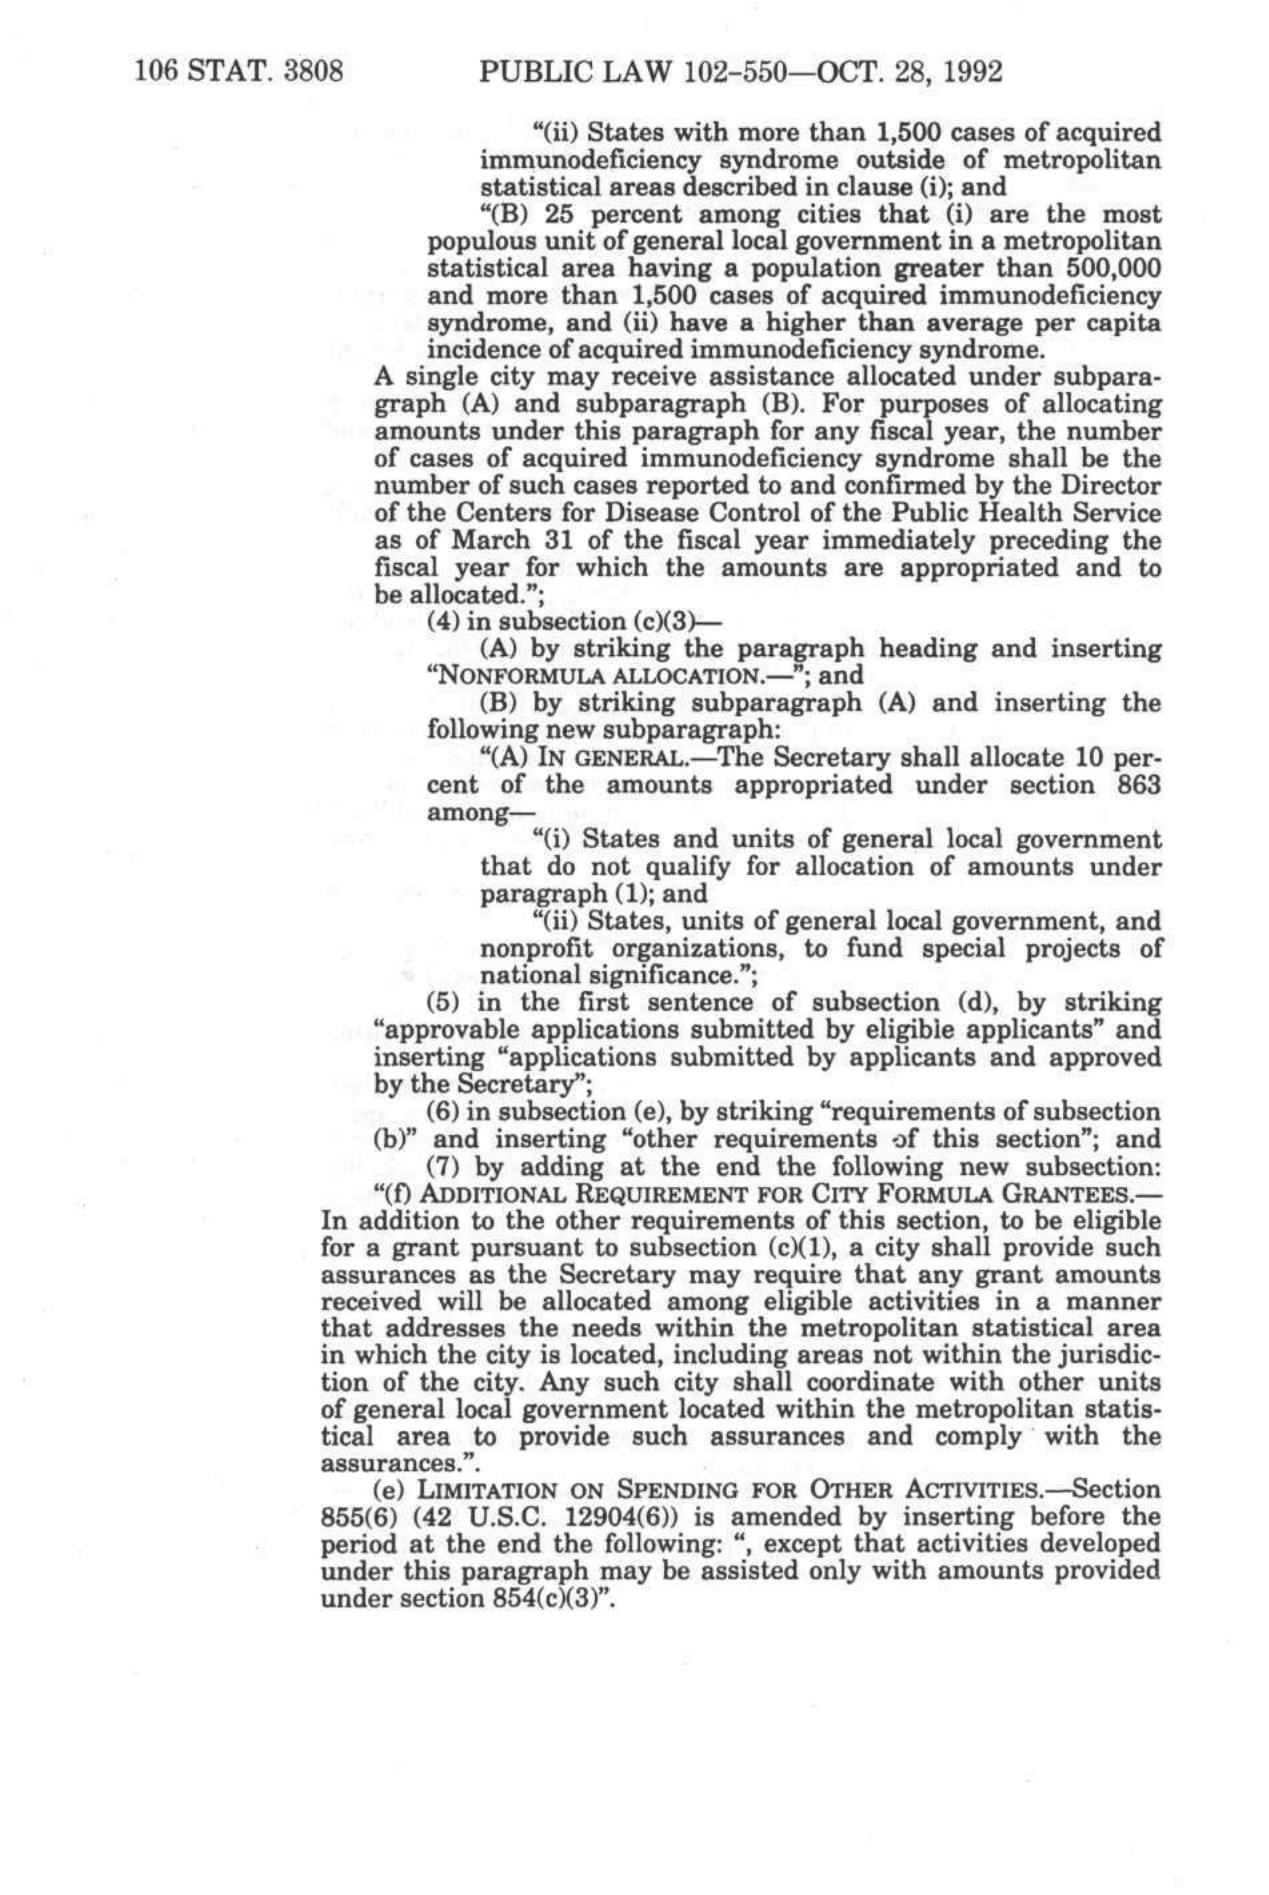 106 STAT. 3808 PUBLIC LAW 102-550—OCT. 28, 1992
“(ii) States with more than 1,500 cases of acquired
immunodeficiency syndrome outside of metropolitan
statistical areas described in clause (i); and
“(B) 25 percent among cities that (i) are the most
populous unit of general local government in a metropolitan
statistical area having a population greater than 500,000
and more than 1,500 cases of acquired immunodeficiency
syndrome, and (ii) have a higher than average per capita
incidence of acquired immunodeficiency syndrome.
A single city may receive assistance allocated under subpara-
graph (A) and subparagraph (B). For purposes of allocating
amounts under this paragraph for any fiscal year, the number
of cases of acquired immunodeficiency syndrome shall be the
number of such cases reported to and confirmed by the Director
of the Centers for Disease Control of the Public Health Service
as of March 31 of the fiscal year immediately preceding the
fiscal year for which the amounts are appropriated and to
be allocated.”;
(4) in subsection (c)(3)—
(A) by striking the paragraph heading and inserting
“NONFORMULA ALLOCATION.—”; and
(B) by striking subparagraph (A) and inserting the
following new subparagraph:
“(A) IN GENERAL.—The Secretary shall allocate 10 per-
cent of the amounts appropriated under section 863
among—
“(i) States and units of general local government
that do not qualify for allocation of amounts under
paragraph (1); and
“(ii) States, units of general local government, and
nonprofit organizations, to fund special projects of
national significance.”;
(5) in the first sentence of subsection (d), by striking
“approvable applications submitted by eligible applicants” and
inserting “applications submitted by applicants and approved
by the Secretary”;
(6) in subsection (e), by striking “requirements of subsection
(b)” and inserting “other requirements of this section”; and
(7) by adding at the end the following new subsection:
“(f) ADDITIONAL REQUIREMENT FOR CITY FORMULA GRANTEES.—
In addition to the other requirements of this section, to be eligible
for a grant pursuant to subsection (c)(1), a city shall provide such
assurances as the Secretary may require that any grant amounts
received will be allocated among eligible activities in a manner
that addresses the needs within the metropolitan statistical area
in which the city is located, including areas not within the jurisdic-
tion of the city. Any such city shall coordinate with other units
of general local government located within the metropolitan statis-
tical area to provide such assurances and comply with the
assurances.”.
(e) LIMITATION ON SPENDING FOR OTHER ACTIVITIES.—Section
855(6) (42 U.S.C. 12904(6)) is amended by inserting before the
period at the end the following: “, except that activities developed
under this paragraph may be assisted only with amounts provided
under section 854(c)(3)”.